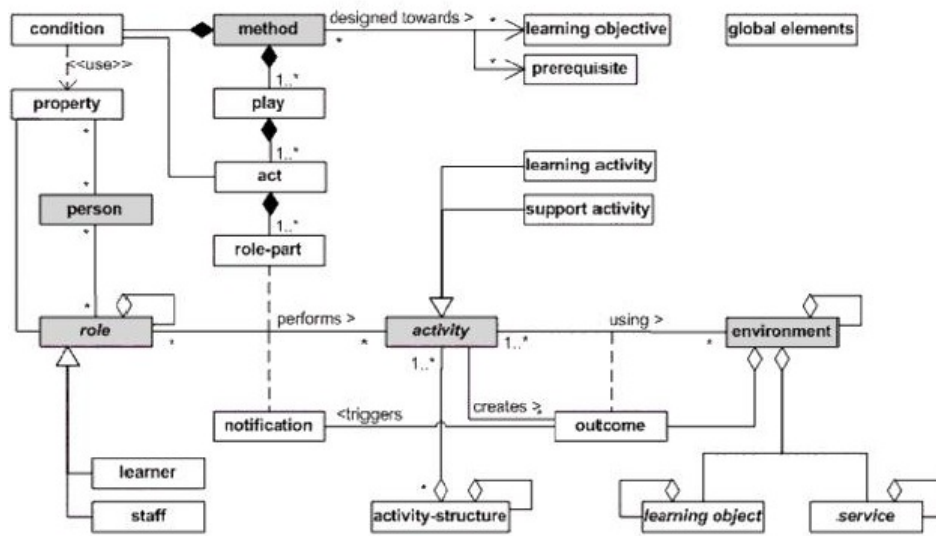 condition
method
designed towards >
*
*
learning objective
global elements
<<use>>
1..*
*
prerequisite
property
play
*
1..*
act
learning activity
*
person
support activity
*
1..*
role-part
*
performs >
using >
role
activity
environment
*
*
1..*
1..*
*
notification
<triggers
creates >
*
outcome
learner
*
staff
activity-structure
learning object
service